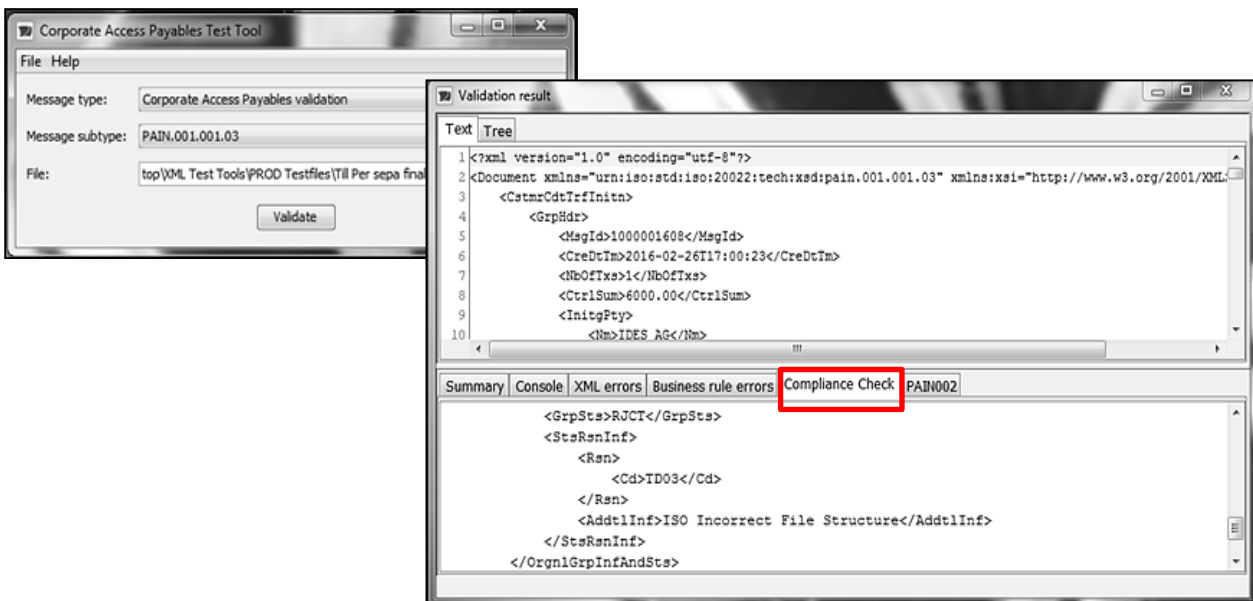 Corporate Access Payables Test Tool
File Help
Message type: Corporate Access Payables validation
Message subtype: PAIN.001.001.03
File: top\XML Test Tools\PROD Testfiles\Till Per sepa final
Validate
Validation result
Text Tree
1 <?xml version="1.0" encoding="utf-8"?>
2 <Document xmlns="urn:iso:std:iso:20022:tech:xsd:pain.001.001.03" xmlns:xsi="http://www.w3.org/2001/XML
3 <CstmrCdtTrfInitn>
4 <GrpHdr>
5 <MsgId>1000001608</MsgId>
6 <CreDtTm>2016-02-26T17:00:23</CreDtTm>
7 <NbOfTxs>1</NbOfTxs>
8 <CtrlSum>6000.00</CtrlSum>
9 <InitgPty>
10 <Nm>IDES AG</Nm>
Summary Console XML errors Business rule errors Compliance Check PAIN002
<GrpSts>RJCT</GrpSts>
<StsRsnInf>
<Rsn>
<Cd>TD03</Cd>
</Rsn>
<AddtlInf>ISO Incorrect File Structure</AddtlInf>
</StsRsnInf>
</OrgnlGrpInfAndSts>